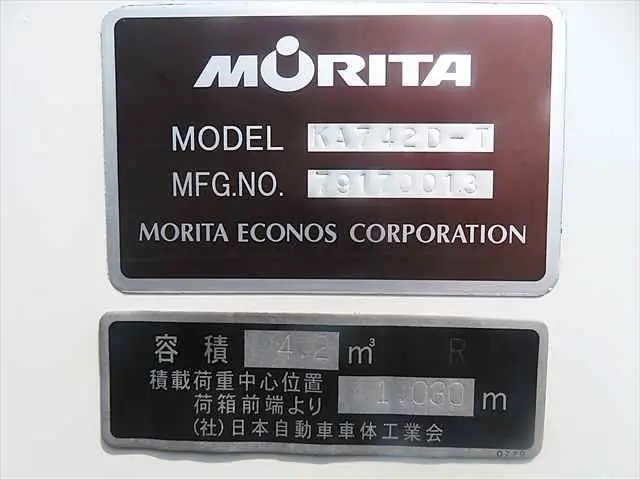 MORITA
MODEL KA742D-T
MFG.NO. 79170013
MORITA ECONOS CORPORATION
容積 4.2 m³ R
積載荷重中心位置
荷箱前端より 1.030 m
(社)日本自動車車体工業会